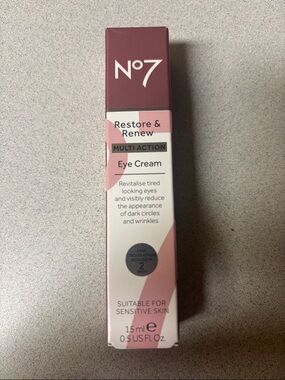 No7
Restore &
Renew
MULTI ACTION
Eye Cream
Revitalise tired
looking eyes
and visibly reduce
the appearance
of dark circles
and wrinkles
2
SUITABLE FOR
SENSITIVE SKIN
15ml e
0.5 US Fl. Oz.